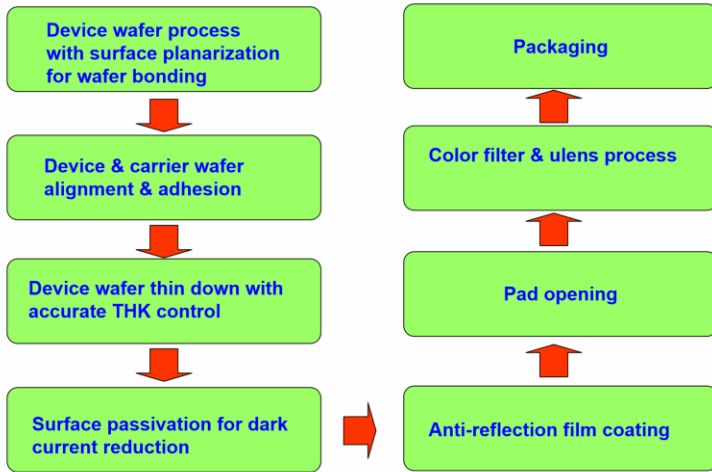 Device wafer process
with surface planarization
for wafer bonding
Device & carrier wafer
alignment & adhesion
Device wafer thin down with
accurate THK control
Surface passivation for dark
current reduction
Anti-reflection film coating
Pad opening
Color filter & ulens process
Packaging